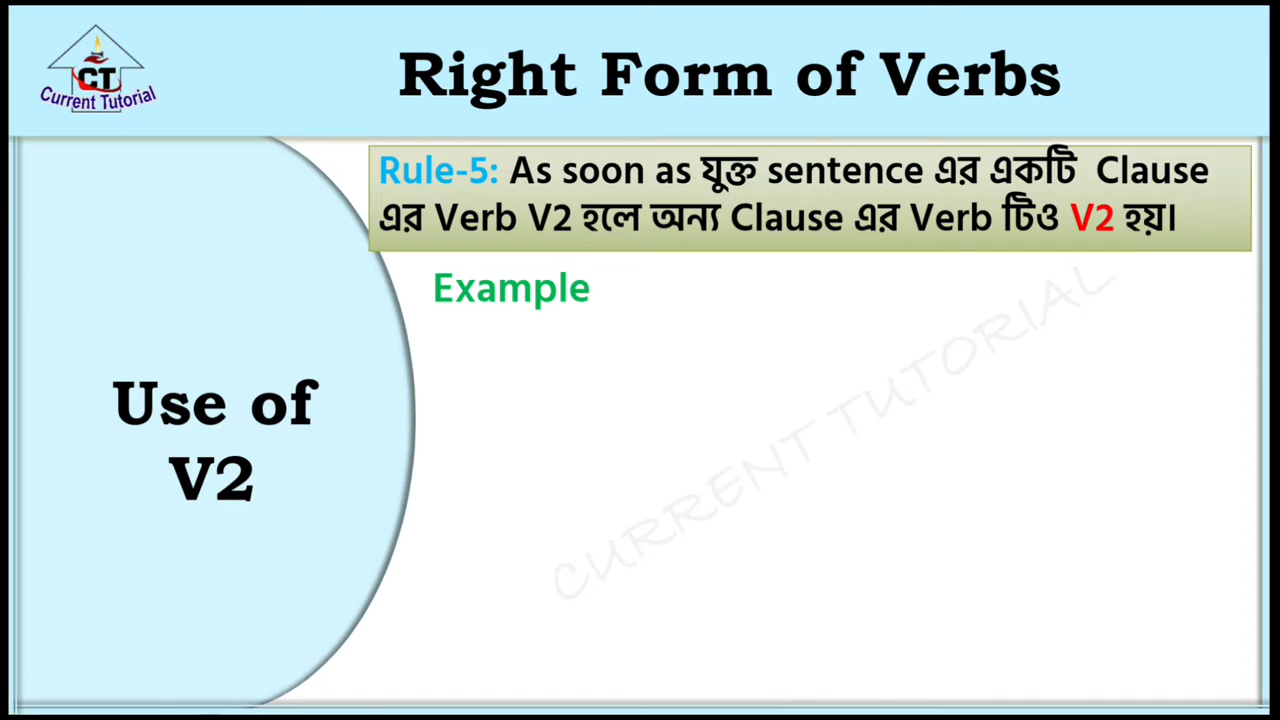 CT
Current Tutorial
Right Form of Verbs
Rule-5: As soon as যুক্ত sentence এর একটি Clause
এর Verb V2 হলে অন্য Clause এর Verb টিও V2 হয়।
Example
Use of
V2
CURRENT TUTORIAL